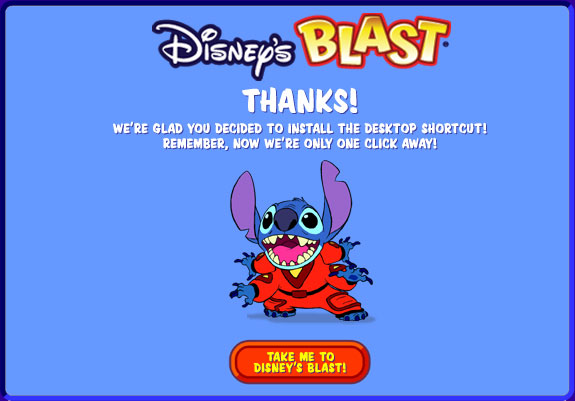 DISNEY'S BLAST
THANKS!
WE'RE GLAD YOU DECIDED TO INSTALL THE DESKTOP SHORTCUT!
REMEMBER, NOW WE'RE ONLY ONE CLICK AWAY!
TAKE ME TO
DISNEY'S BLAST!